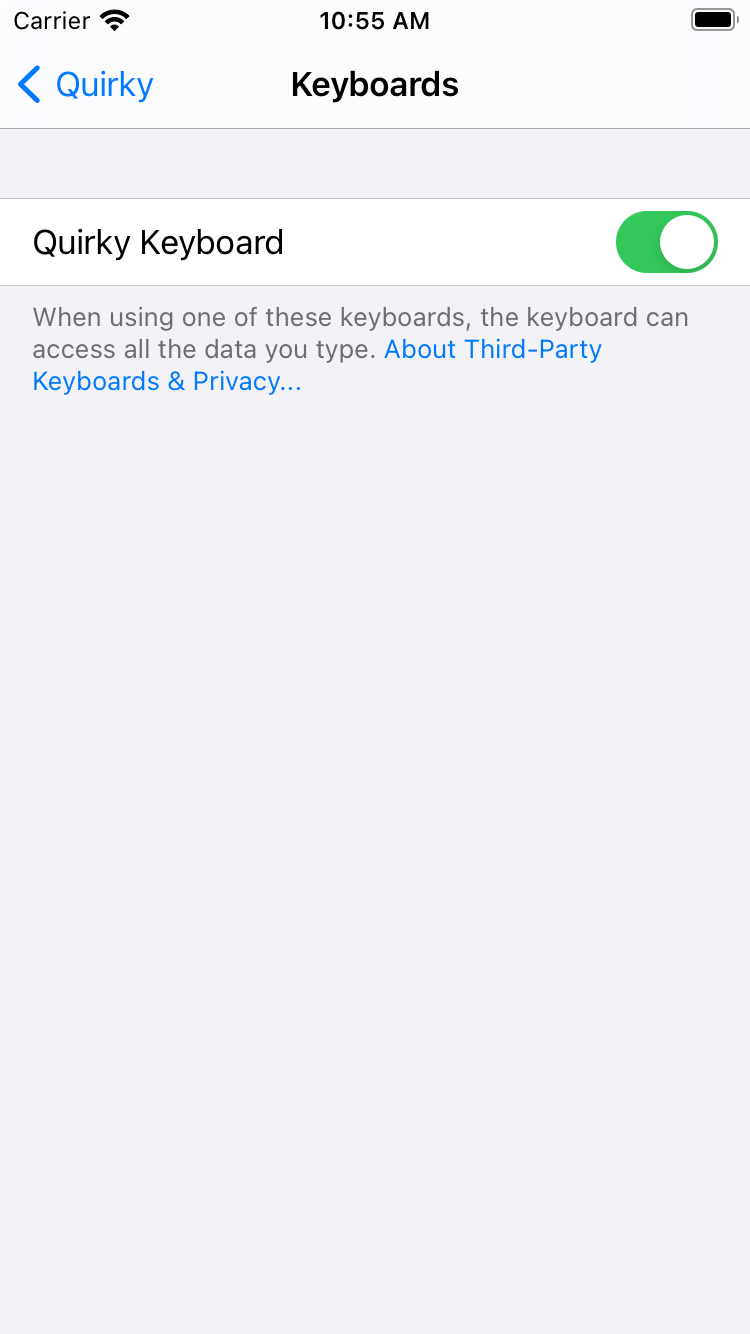 Carrier
10:55 AM
Quirky
Keyboards
Quirky Keyboard
When using one of these keyboards, the keyboard can
access all the data you type. About Third-Party
Keyboards & Privacy...